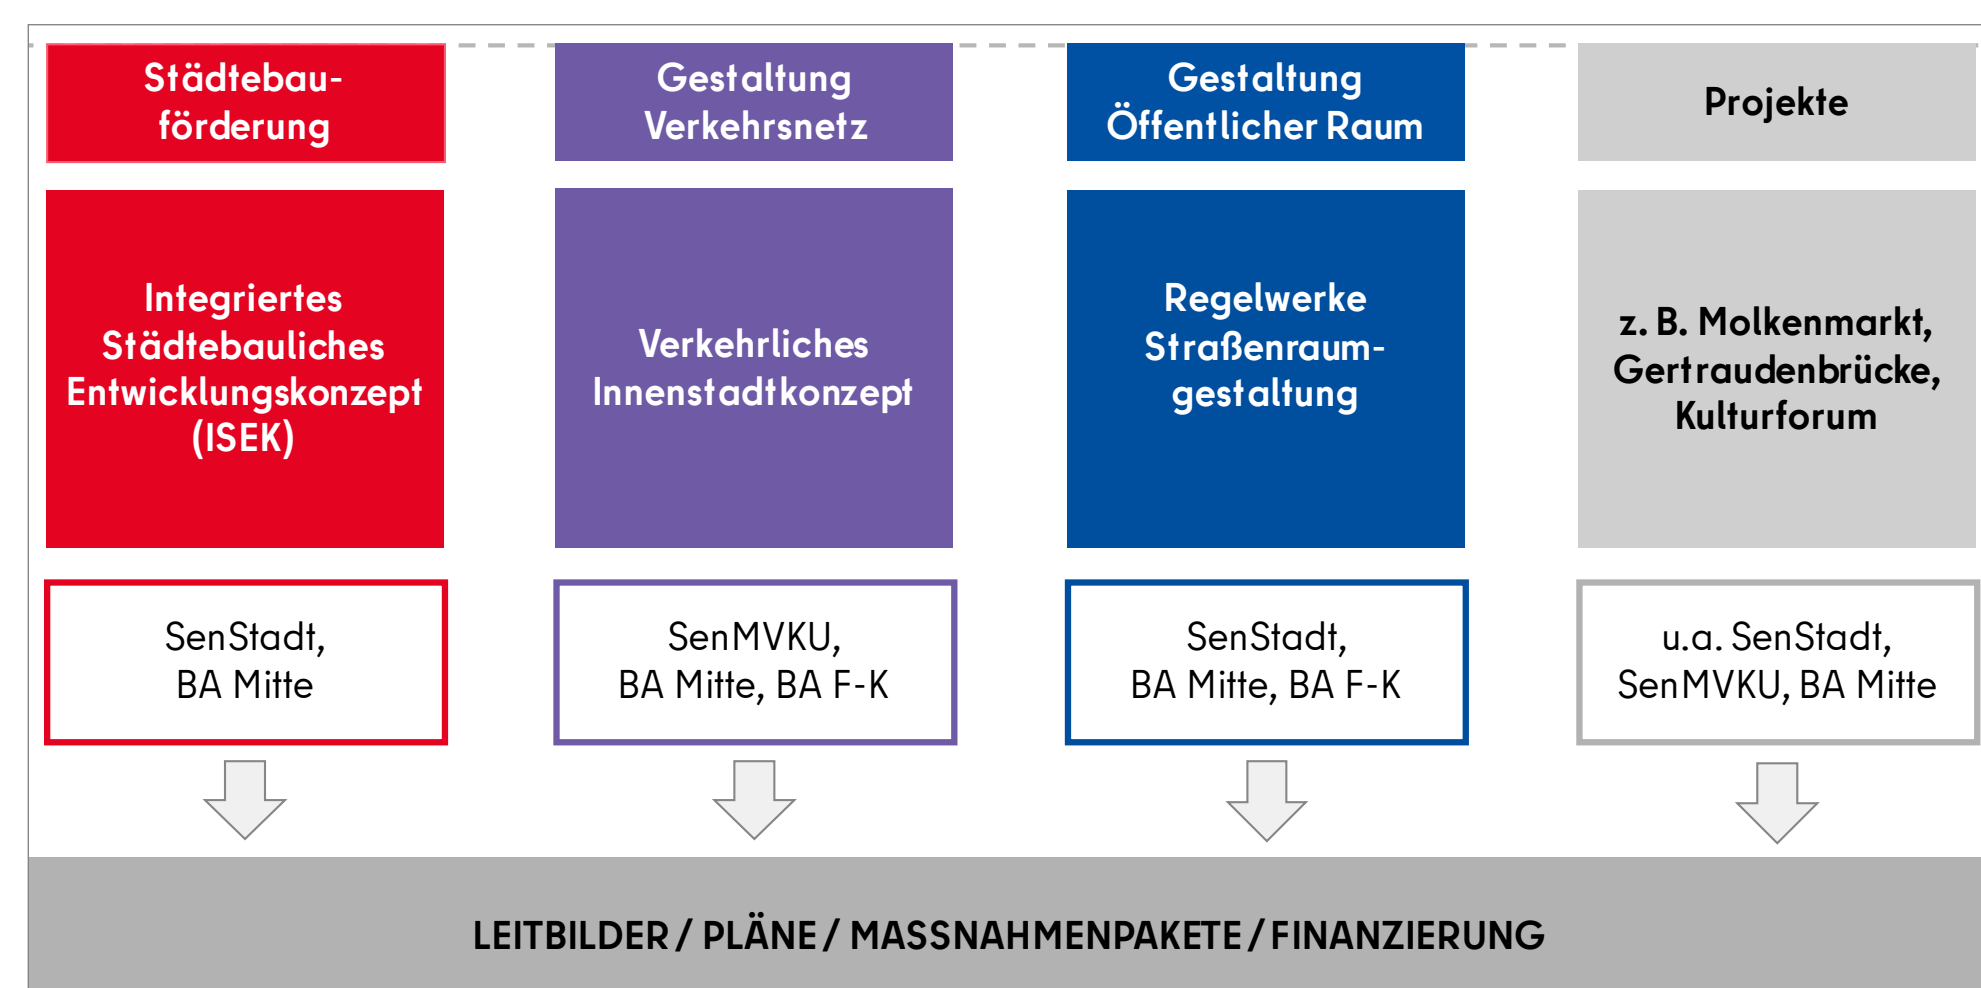 Städtebau-
förderung
Integriertes
Städtebauliches
Entwicklungskonzept
(ISEK)
SenStadt,
BA Mitte
Gestaltung
Verkehrsnetz
Verkehrliches
Innenstadtkonzept
SenMVKU,
BA Mitte, BA F-K
Gestaltung
Öffentlicher Raum
Regelwerke
Straßenraum-
gestaltung
SenStadt,
BA Mitte, BA F-K
Projekte
z. B. Molkenmarkt,
Gertraudenbrücke,
Kulturforum
u.a. SenStadt,
SenMVKU, BA Mitte
LEITBILDER / PLÄNE / MASSNAHMENPAKETE / FINANZIERUNG